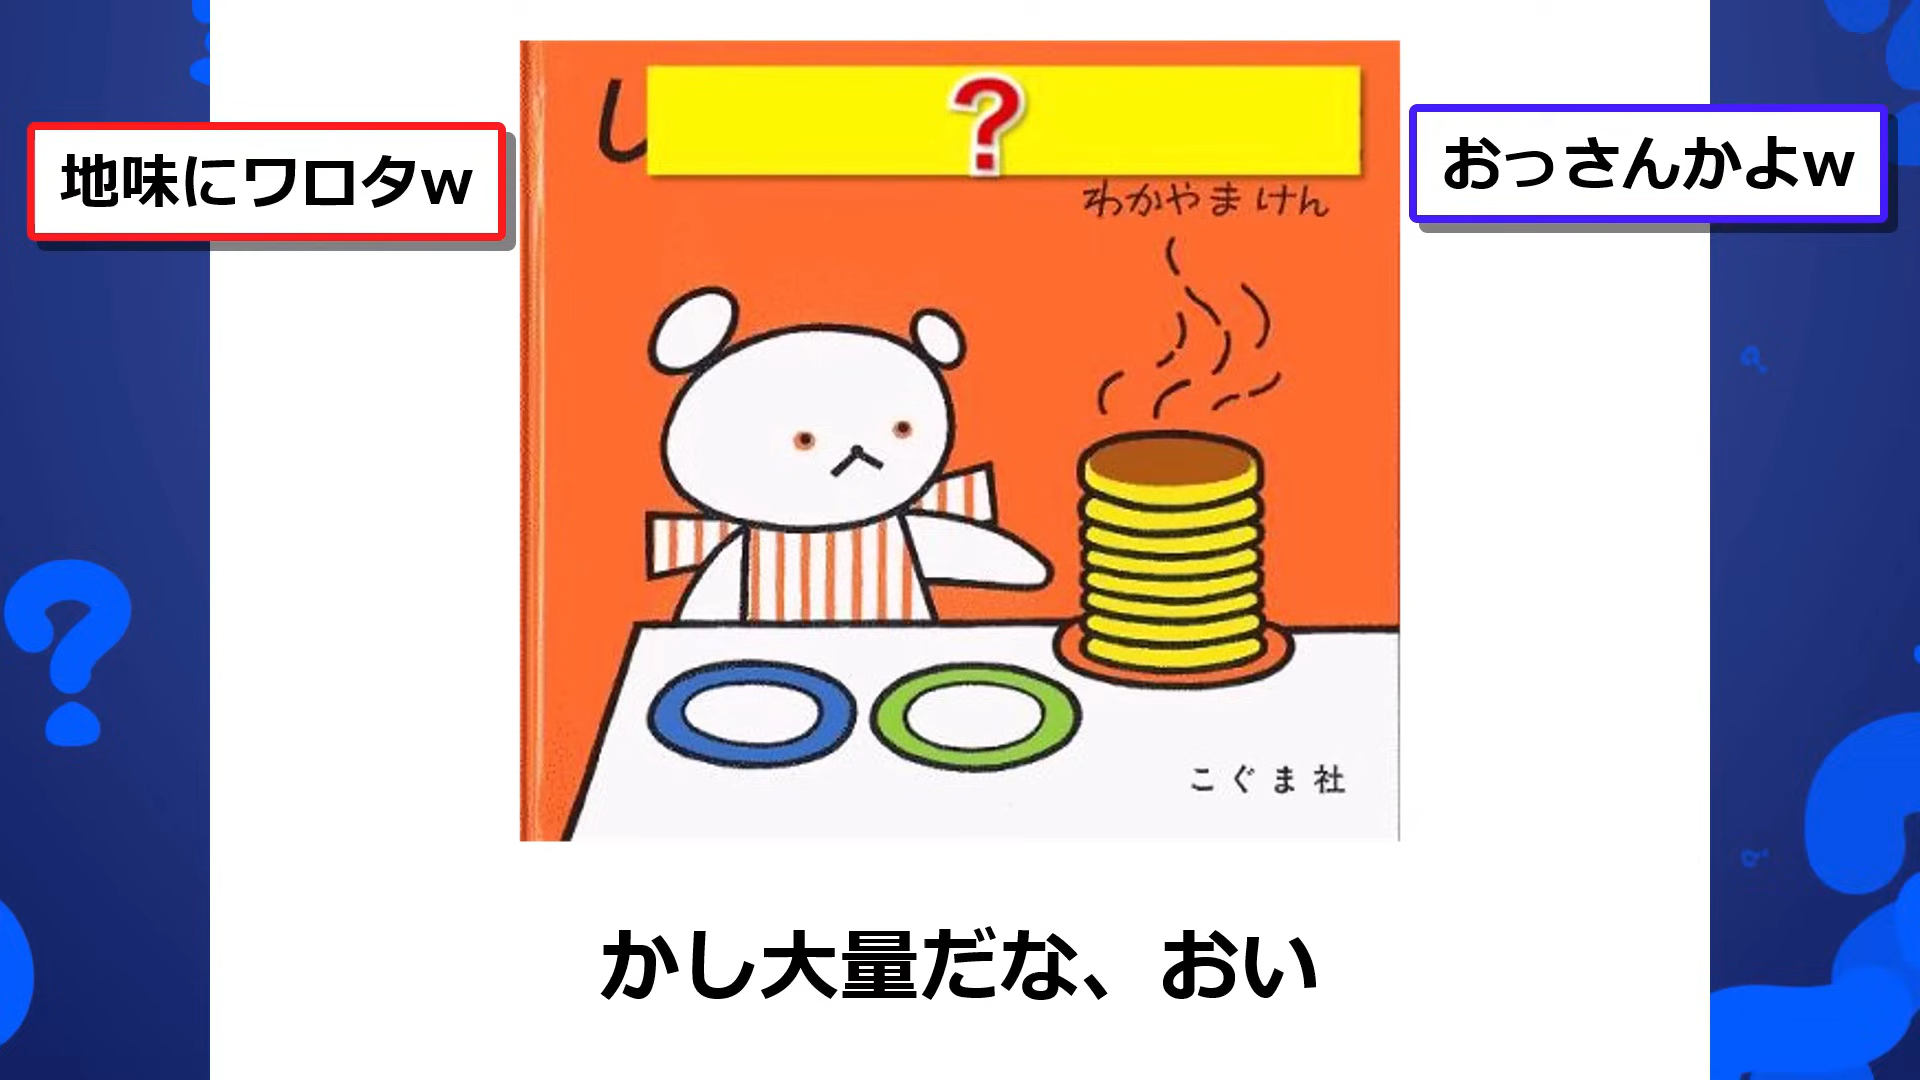 し
?
わかやまけん
地味にワロタw
おっさんかよw
こぐま社
かし大量だな、おい